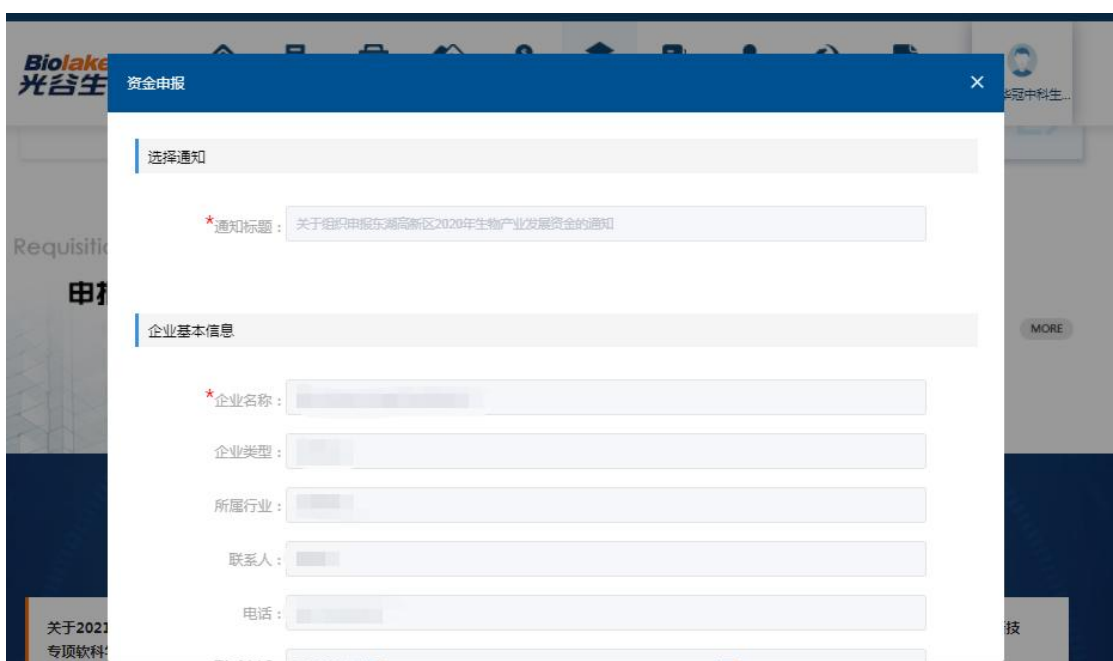 Biolake
光谷生
资金申报
×
冠中科生...
选择通知
*通知标题：
关于组织申报东湖高新区2020年生物产业发展资金的通知
Requisitio
申
企业基本信息
MORE
*企业名称：
企业类型：
所属行业：
联系人：
电话：
关于2021
专项软科
技